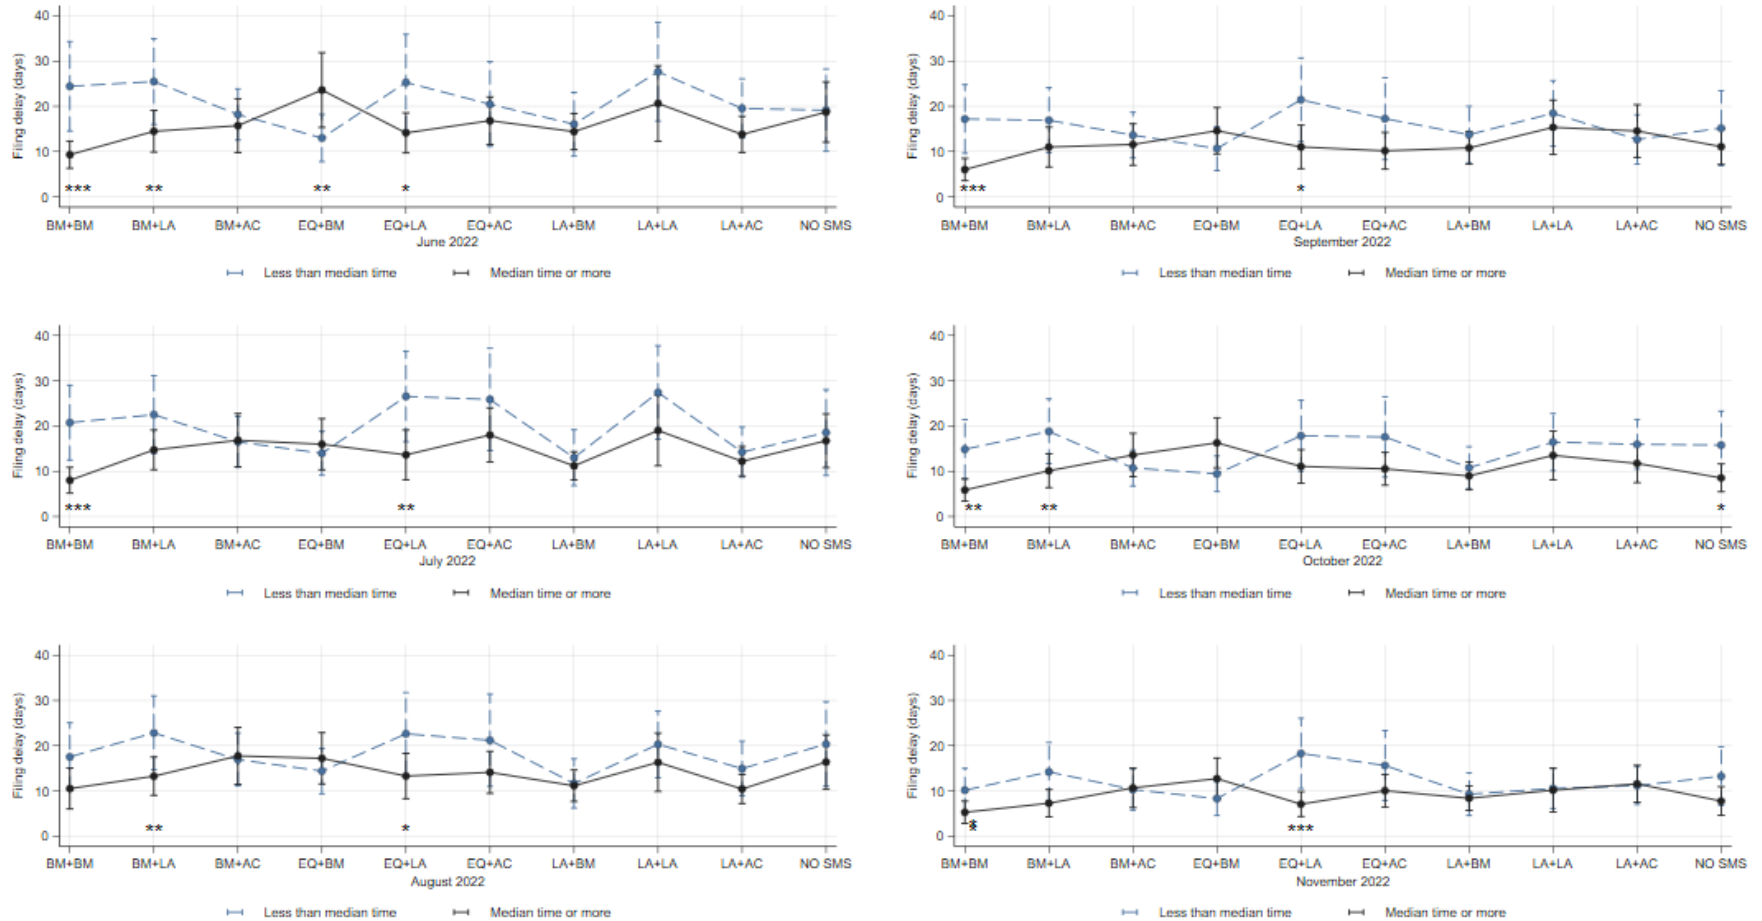 Filing delay (days)
40
30
20
10
0
*** ** ** *
BM+BM BM+LA BM+AC EQ+BM EQ+LA EQ+AC LA+BM LA+LA LA+AC NO SMS
June 2022
Less than median time Median time or more
Filing delay (days)
40
30
20
10
0
*** *
BM+BM BM+LA BM+AC EQ+BM EQ+LA EQ+AC LA+BM LA+LA LA+AC NO SMS
September 2022
Less than median time Median time or more
Filing delay (days)
40
30
20
10
0
*** **
BM+BM BM+LA BM+AC EQ+BM EQ+LA EQ+AC LA+BM LA+LA LA+AC NO SMS
July 2022
Less than median time Median time or more
Filing delay (days)
40
30
20
10
0
** ** *
BM+BM BM+LA BM+AC EQ+BM EQ+LA EQ+AC LA+BM LA+LA LA+AC NO SMS
October 2022
Less than median time Median time or more
Filing delay (days)
40
30
20
10
0
** *
BM+BM BM+LA BM+AC EQ+BM EQ+LA EQ+AC LA+BM LA+LA LA+AC NO SMS
August 2022
Less than median time Median time or more
Filing delay (days)
40
30
20
10
0
* ***
BM+BM BM+LA BM+AC EQ+BM EQ+LA EQ+AC LA+BM LA+LA LA+AC NO SMS
November 2022
Less than median time Median time or more